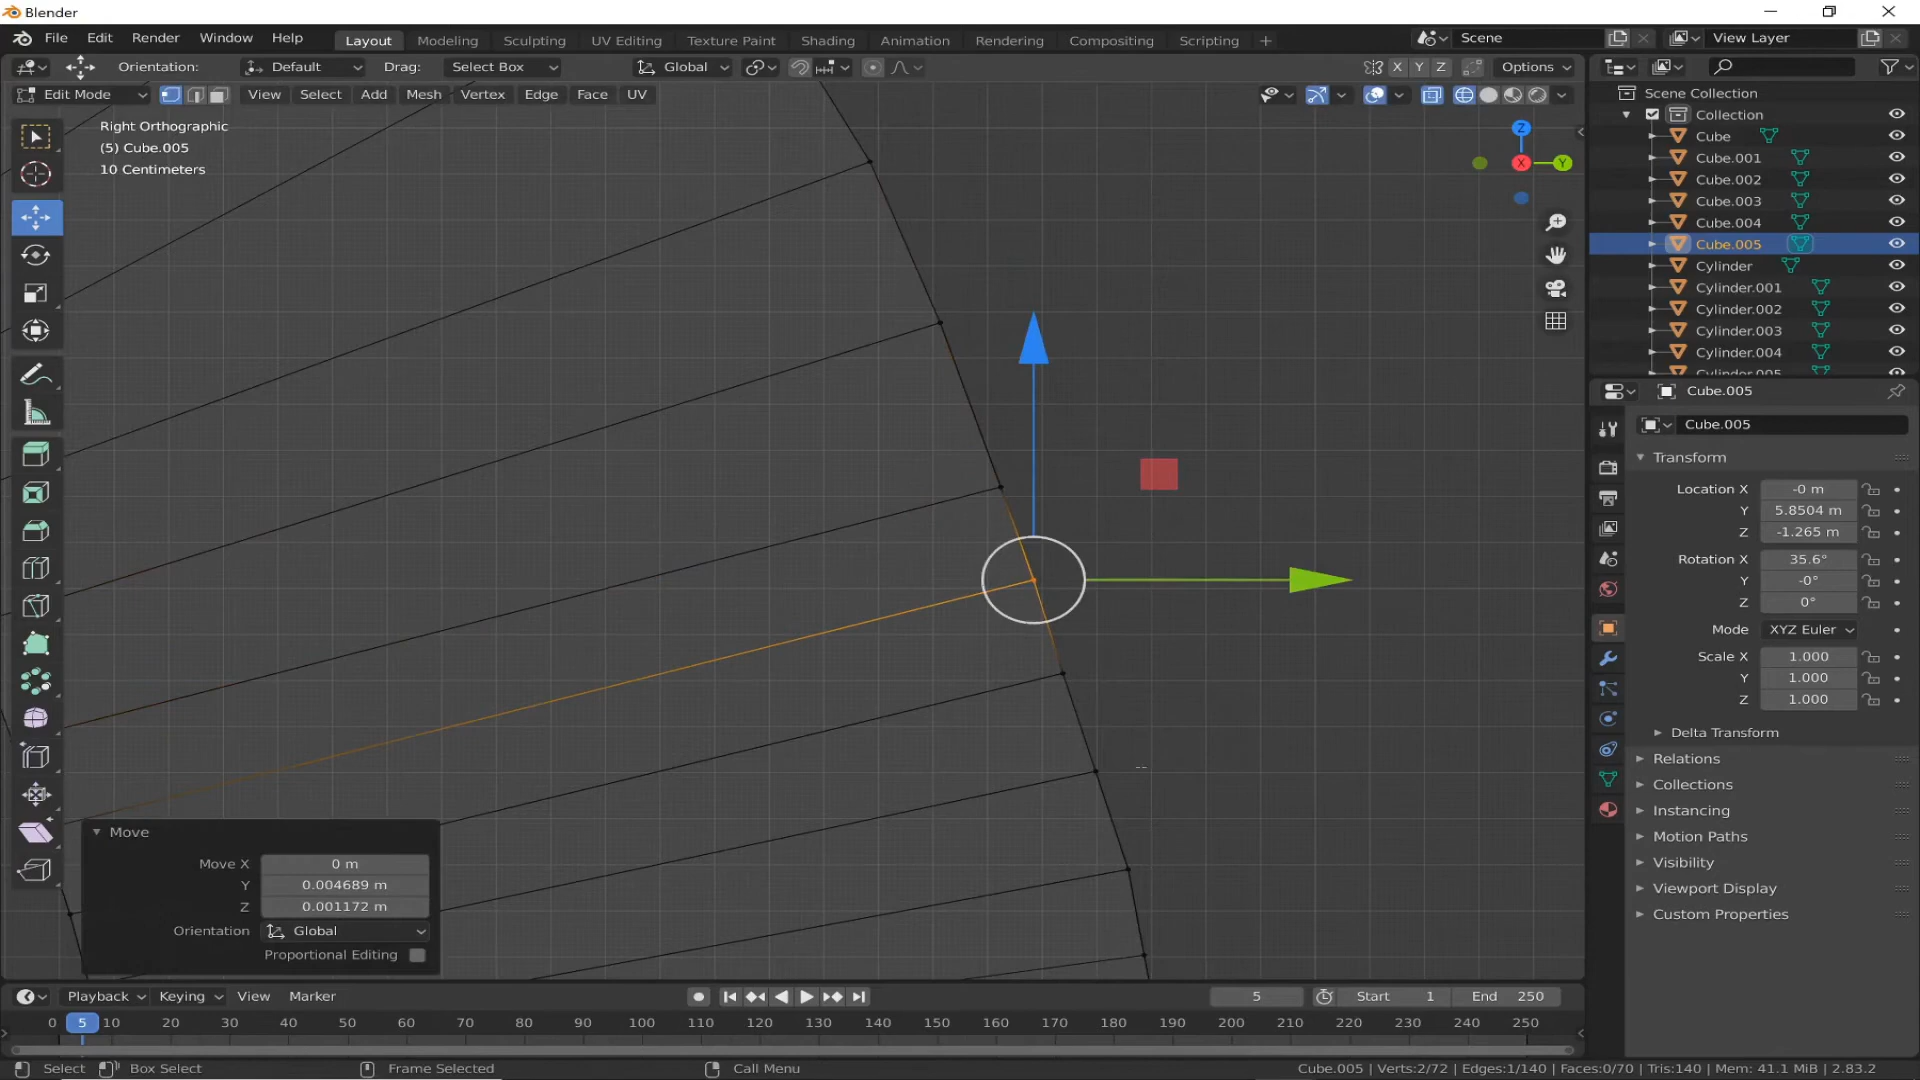 Blender
File Edit Render Window Help Layout Modeling Sculpting UV Editing Texture Paint Shading Animation Rendering Compositing Scripting + Scene View Layer
Orientation: Default Drag: Select Box Global X Y Z Options
Edit Mode View Select Add Mesh Vertex Edge Face UV
Right Orthographic
(5) Cube.005
10 Centimeters
Z
X
Y
Scene Collection
Collection
Cube
Cube.001
Cube.002
Cube.003
Cube.004
Cube.005
Cylinder
Cylinder.001
Cylinder.002
Cylinder.003
Cylinder.004
Cylinder.005
Cube.005
Cube.005
Transform
Location X -0 m
Y 5.8504 m
Z -1.265 m
Rotation X 35.6°
Y -0°
Z 0°
Mode XYZ Euler
Scale X 1.000
Y 1.000
Z 1.000
Delta Transform
Relations
Collections
Instancing
Motion Paths
Visibility
Viewport Display
Custom Properties
Move
Move X 0 m
Y 0.004689 m
Z 0.001172 m
Orientation Global
Proportional Editing
Playback Keying View Marker 5 Start 1 End 250
0 5 10 20 30 40 50 60 70 80 90 100 110 120 130 140 150 160 170 180 190 200 210 220 230 240 250
Select Box Select Frame Selected Call Menu Cube.005 | Verts:2/72 | Edges:1/140 | Faces:0/70 | Tris:140 | Mem: 41.1 MiB | 2.83.2